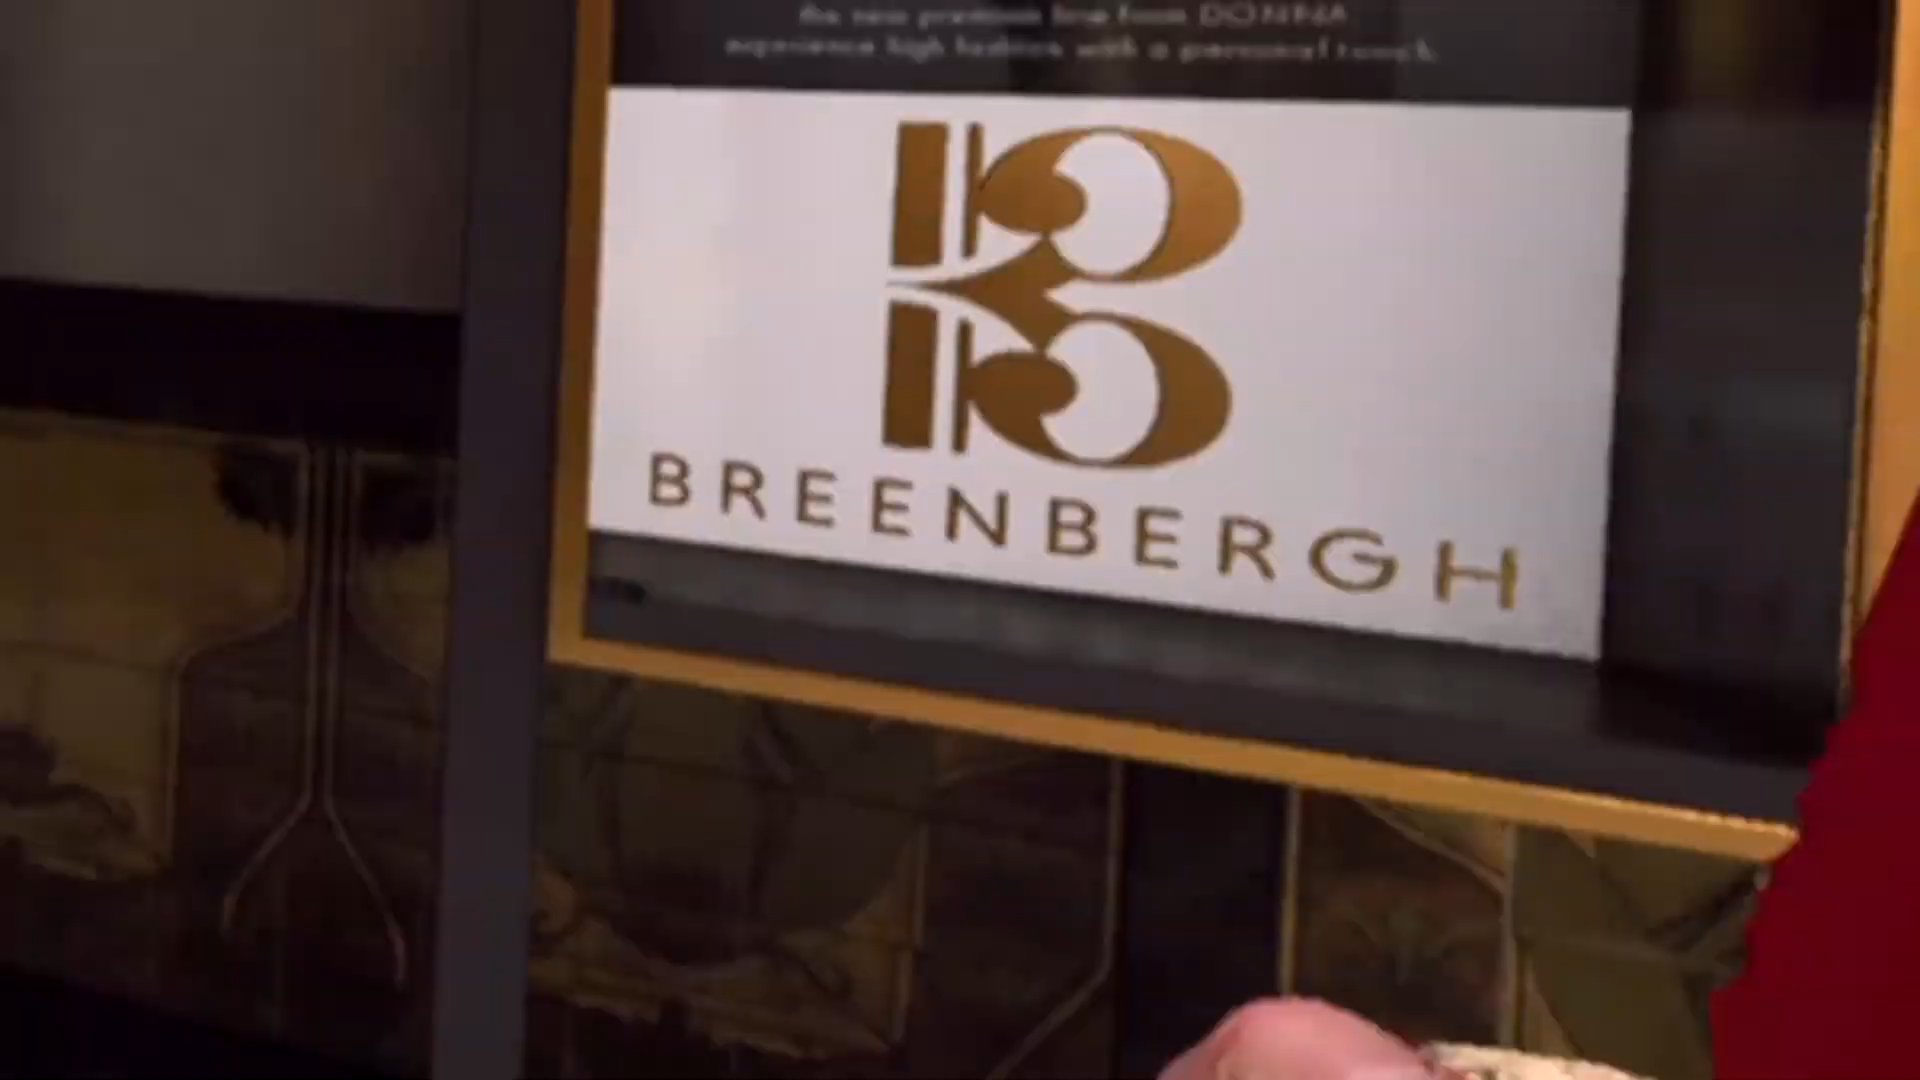 the new premium line from DONNA
experience high fashion with a personal touch
B
BREENBERGH